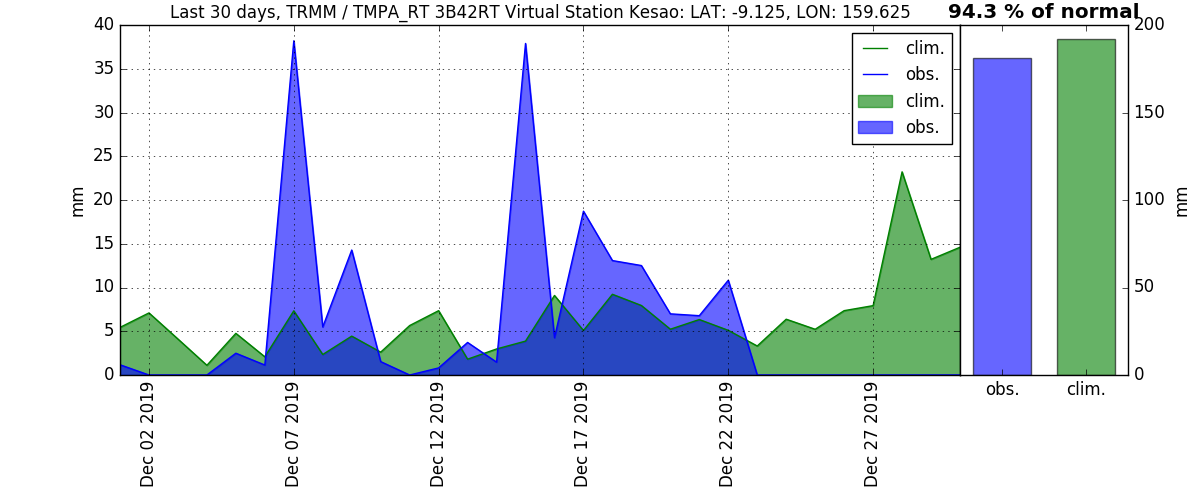 Last 30 days, TRMM / TMPA_RT 3B42RT Virtual Station Kesao: LAT: -9.125, LON: 159.625
94.3 % of normal
40
35
30
25
20
15
10
5
0
mm
clim.
obs.
clim.
obs.
200
150
100
50
0
mm
obs.
clim.
Dec 02 2019
Dec 07 2019
Dec 12 2019
Dec 17 2019
Dec 22 2019
Dec 27 2019